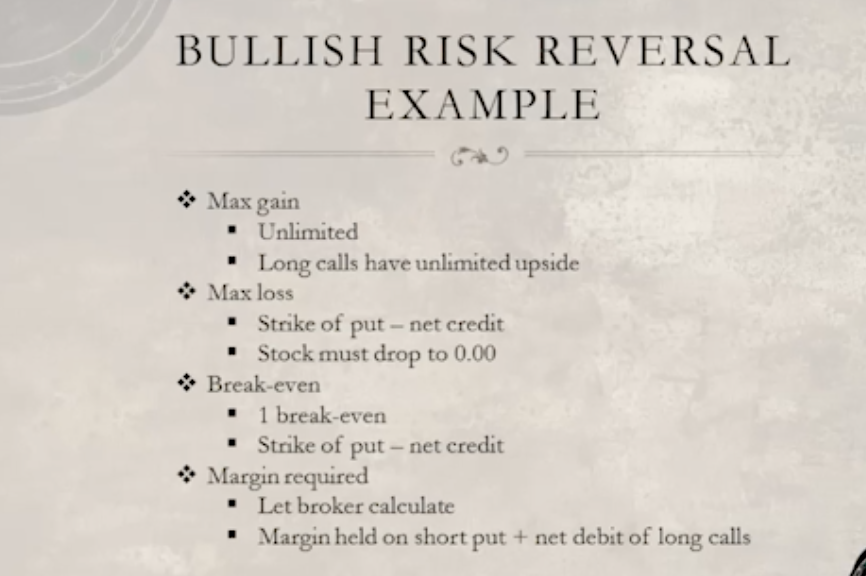 BULLISH RISK REVERSAL
EXAMPLE
❖ Max gain
▪ Unlimited
▪ Long calls have unlimited upside
❖ Max loss
▪ Strike of put – net credit
▪ Stock must drop to 0.00
❖ Break-even
▪ 1 break-even
▪ Strike of put – net credit
❖ Margin required
▪ Let broker calculate
▪ Margin held on short put + net debit of long calls